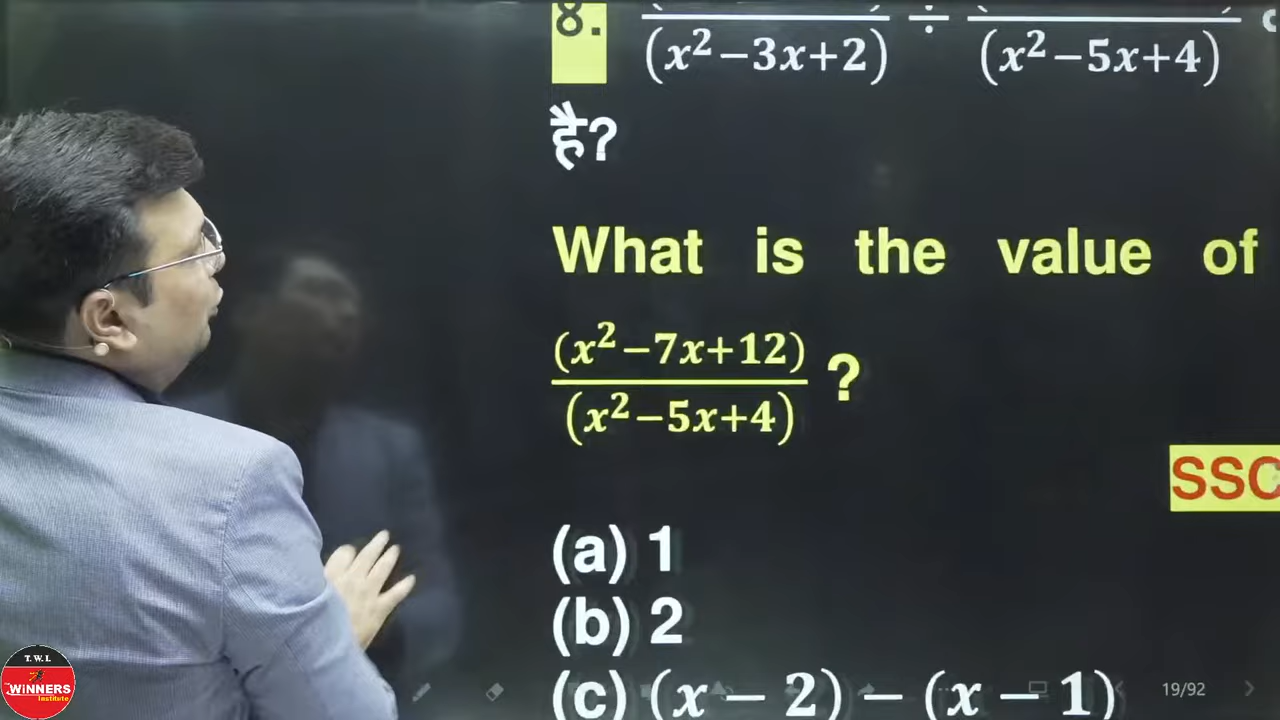 8. (x²−3x+2) ÷ (x²−5x+4)
है?
What is the value of
(x²−7x+12)
(x²−5x+4) ?
SSC
(a) 1
(b) 2
(c) (x − 2) − (x − 1)
19/92
T.W.I.
WINNERS
Institute